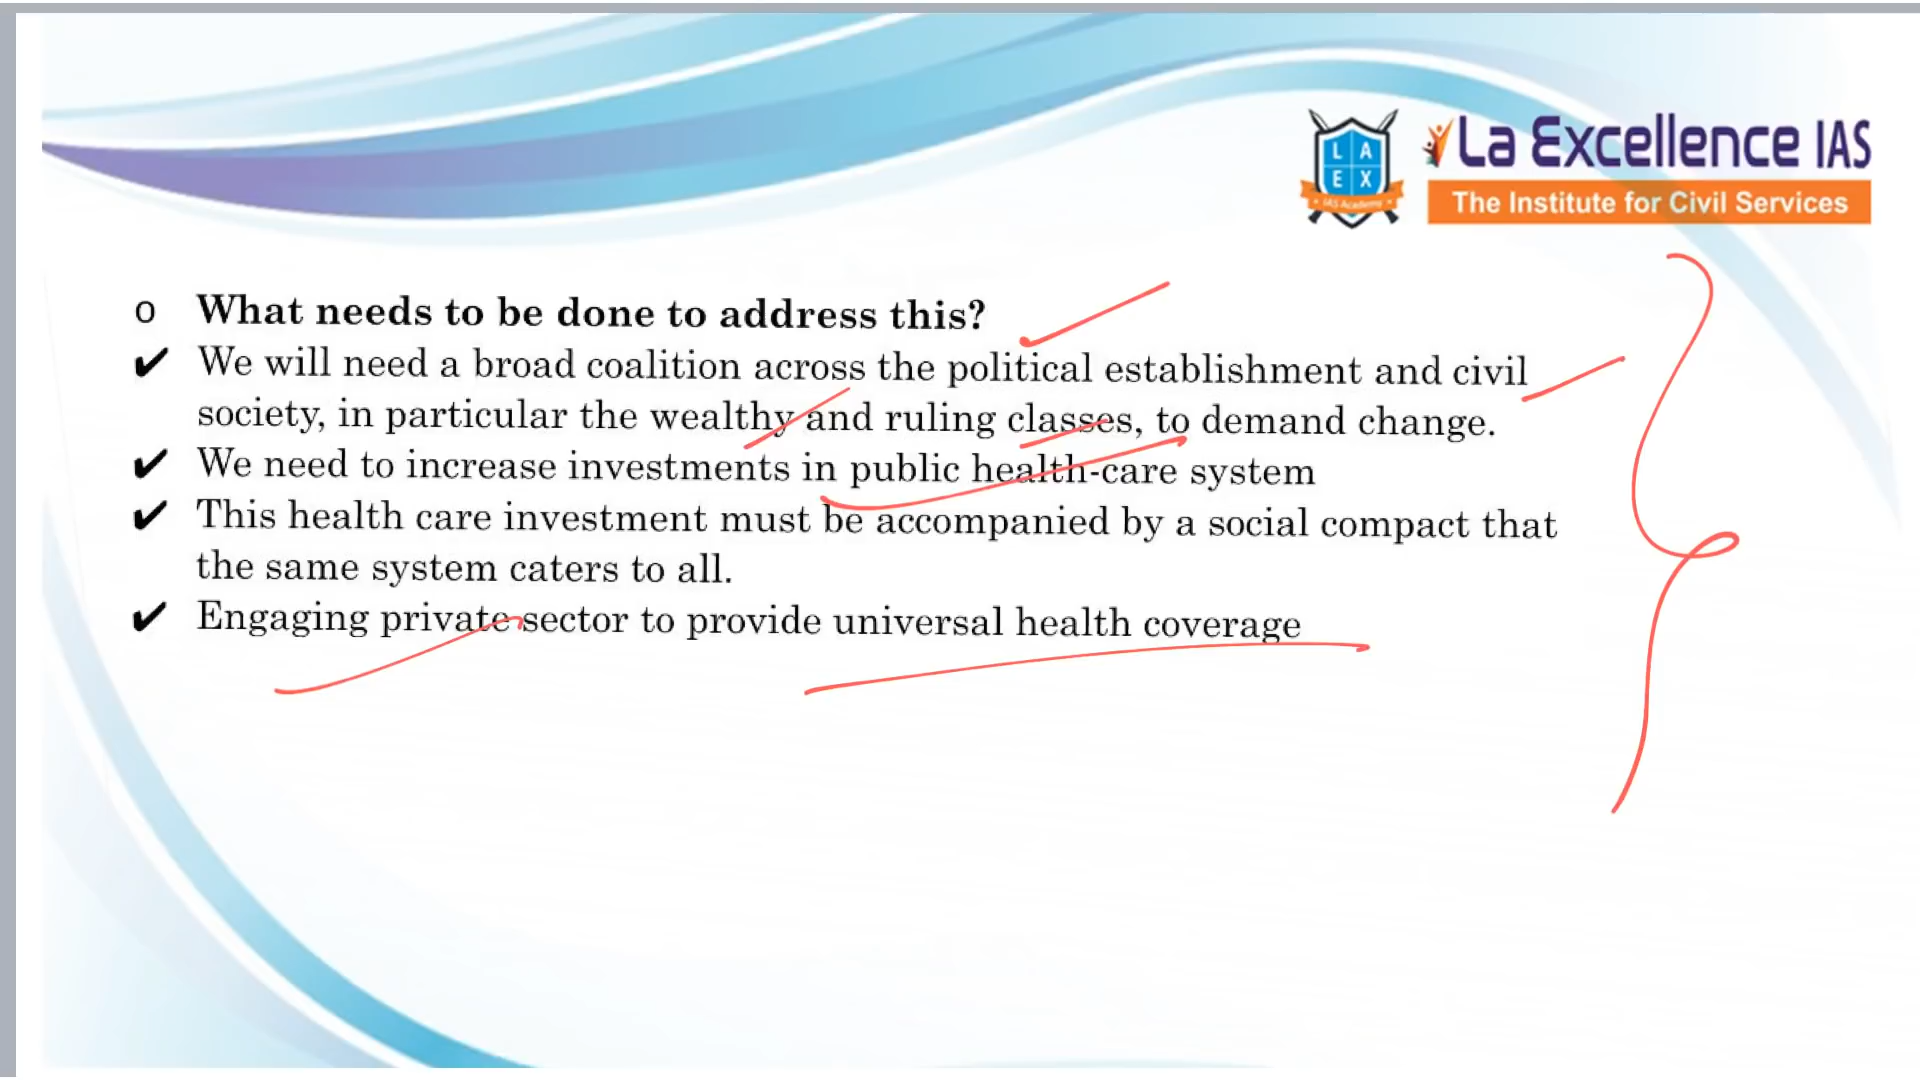 L A
E X
IAS Academy
La Excellence IAS
The Institute for Civil Services
o What needs to be done to address this?
✔ We will need a broad coalition across the political establishment and civil
society, in particular the wealthy and ruling classes, to demand change.
✔ We need to increase investments in public health-care system
✔ This health care investment must be accompanied by a social compact that
the same system caters to all.
✔ Engaging private sector to provide universal health coverage